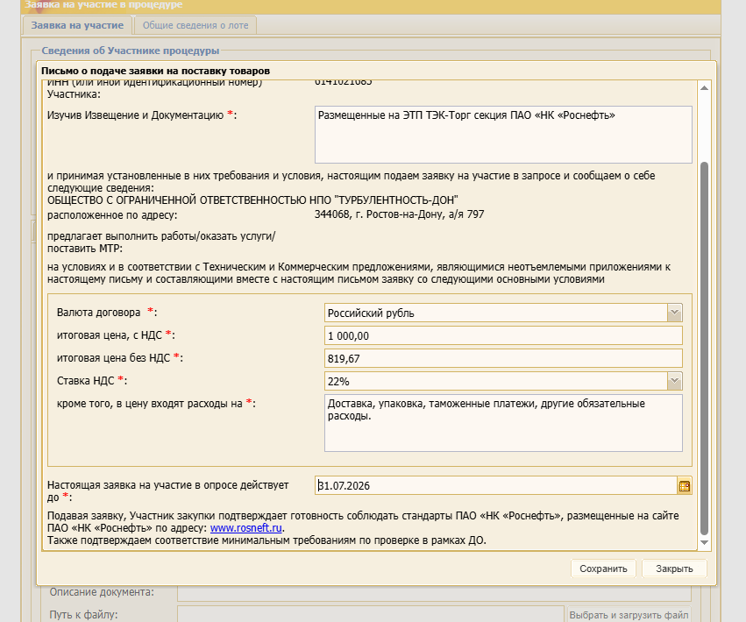 Заявка на участие в процедуре
Заявка на участие
Общие сведения о лоте
Сведения об Участнике процедуры
Письмо о подаче заявки на поставку товаров
ИНН (или иной идентификационный номер)
Участника:
6141021685
Изучив Извещение и Документацию *:
Размещенные на ЭТП ТЭК-Торг секция ПАО «НК «Роснефть»
и принимая установленные в них требования и условия, настоящим подаем заявку на участие в запросе и сообщаем о себе
следующие сведения:
ОБЩЕСТВО С ОГРАНИЧЕННОЙ ОТВЕТСТВЕННОСТЬЮ НПО "ТУРБУЛЕНТНОСТЬ-ДОН"
расположенное по адресу:
344068, г. Ростов-на-Дону, а/я 797
предлагает выполнить работы/оказать услуги/
поставить МТР:
на условиях и в соответствии с Техническим и Коммерческим предложениями, являющимися неотъемлемыми приложениями к
настоящему письму и составляющими вместе с настоящим письмом заявку со следующими основными условиями
Валюта договора *:
Российский рубль
итоговая цена, с НДС *:
1 000,00
итоговая цена без НДС *:
819,67
Ставка НДС *:
22%
кроме того, в цену входят расходы на *:
Доставка, упаковка, таможенные платежи, другие обязательные
расходы.
Настоящая заявка на участие в опросе действует
до *:
31.07.2026
Подавая заявку, Участник закупки подтверждает готовность соблюдать стандарты ПАО «НК «Роснефть», размещенные на сайте
ПАО «НК «Роснефть» по адресу: www.rosneft.ru.
Также подтверждаем соответствие минимальным требованиям по проверке в рамках ДО.
Сохранить
Закрыть
Описание документа:
Путь к файлу:
Выбрать и загрузить файл